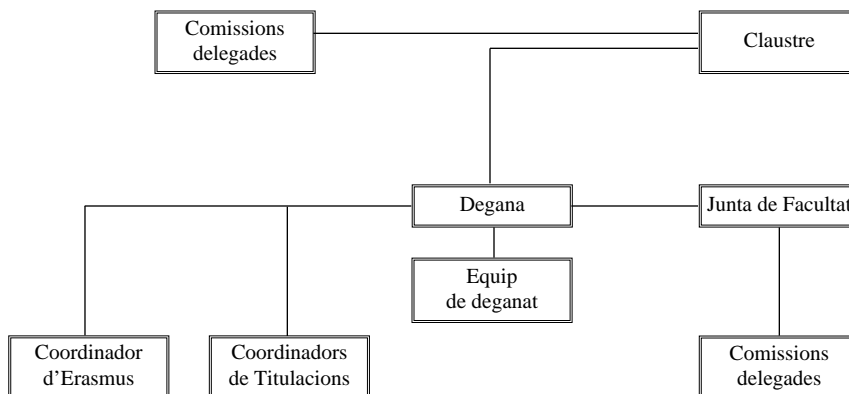 Comissions
delegades
Claustre
Degana
Junta de Facultat
Equip
de deganat
Coordinador
d'Erasmus
Coordinadors
de Titulacions
Comissions
delegades